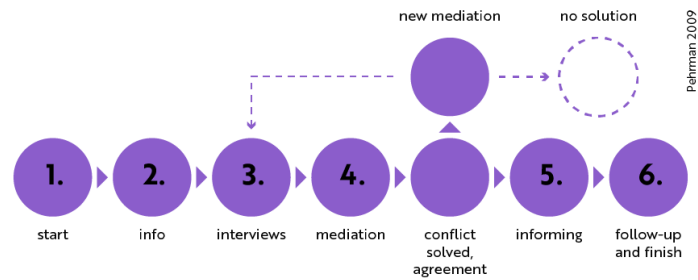 new mediation
no solution
Pehrman 2009
1.
2.
3.
4.
5.
6.
start
info
interviews
mediation
conflict
solved,
agreement
informing
follow-up
and finish